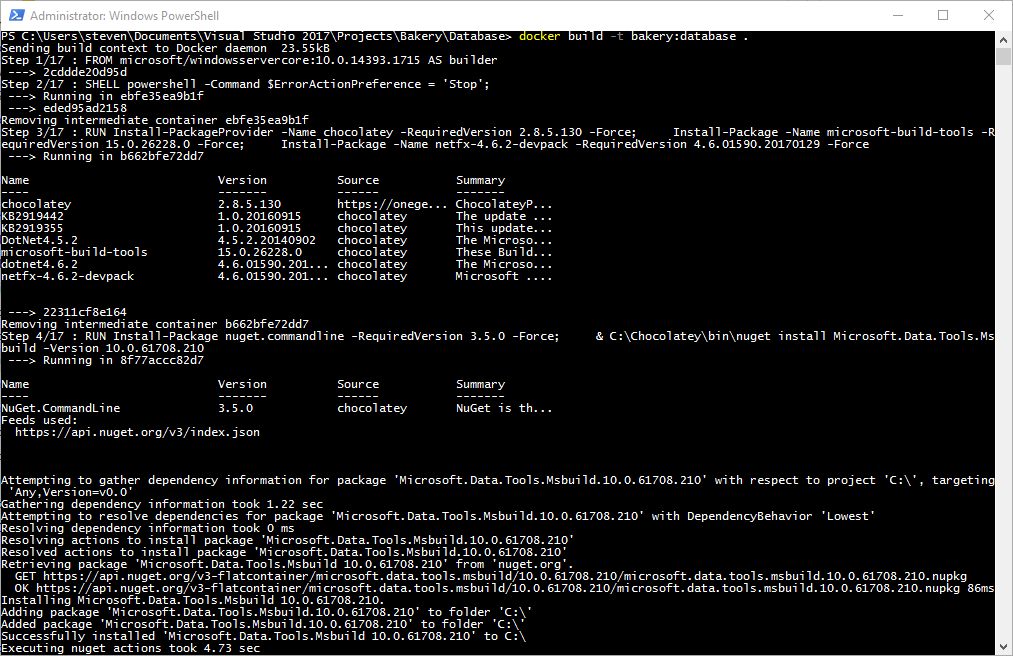 Administrator: Windows PowerShell
PS C:\Users\steven\Documents\Visual Studio 2017\Projects\Bakery\Database> docker build -t bakery:database .
Sending build context to Docker daemon  23.55kB
Step 1/17 : FROM microsoft/windowsservercore:10.0.14393.1715 AS builder
 ---> 2cddde20d95d
Step 2/17 : SHELL powershell -Command $ErrorActionPreference = 'Stop';
 ---> Running in ebfe35ea9b1f
 ---> eded95ad2158
Removing intermediate container ebfe35ea9b1f
Step 3/17 : RUN Install-PackageProvider -Name chocolatey -RequiredVersion 2.8.5.130 -Force;     Install-Package -Name microsoft-build-tools -R
equiredVersion 15.0.26228.0 -Force;     Install-Package -Name netfx-4.6.2-devpack -RequiredVersion 4.6.01590.20170129 -Force
 ---> Running in b662bfe72dd7
Name                           Version          Source           Summary
----                           -------          ------           -------
chocolatey                     2.8.5.130        https://onege... ChocolateyP...
KB2919442                      1.0.20160915     chocolatey       The update ...
KB2919355                      1.0.20160915     chocolatey       This update...
DotNet4.5.2                    4.5.2.20140902   chocolatey       The Microso...
microsoft-build-tools          15.0.26228.0     chocolatey       These Build...
dotnet4.6.2                    4.6.01590.201... chocolatey       The Microso...
netfx-4.6.2-devpack            4.6.01590.201... chocolatey       Microsoft ....
 ---> 22311cf8e164
Removing intermediate container b662bfe72dd7
Step 4/17 : RUN Install-Package nuget.commandline -RequiredVersion 3.5.0 -Force;     & C:\Chocolatey\bin\nuget install Microsoft.Data.Tools.Ms
build -Version 10.0.61708.210
 ---> Running in 8f77accc82d7
Name                           Version          Source           Summary
----                           -------          ------           -------
NuGet.CommandLine              3.5.0            chocolatey       NuGet is th...
Feeds used:
  https://api.nuget.org/v3/index.json
Attempting to gather dependency information for package 'Microsoft.Data.Tools.Msbuild.10.0.61708.210' with respect to project 'C:\', targeting
 'Any,Version=v0.0'
Gathering dependency information took 1.22 sec
Attempting to resolve dependencies for package 'Microsoft.Data.Tools.Msbuild.10.0.61708.210' with DependencyBehavior 'Lowest'
Resolving dependency information took 0 ms
Resolving actions to install package 'Microsoft.Data.Tools.Msbuild.10.0.61708.210'
Resolved actions to install package 'Microsoft.Data.Tools.Msbuild.10.0.61708.210'
Retrieving package 'Microsoft.Data.Tools.Msbuild 10.0.61708.210' from 'nuget.org'.
  GET https://api.nuget.org/v3-flatcontainer/microsoft.data.tools.msbuild/10.0.61708.210/microsoft.data.tools.msbuild.10.0.61708.210.nupkg
  OK https://api.nuget.org/v3-flatcontainer/microsoft.data.tools.msbuild/10.0.61708.210/microsoft.data.tools.msbuild.10.0.61708.210.nupkg 86ms
Installing Microsoft.Data.Tools.Msbuild 10.0.61708.210.
Adding package 'Microsoft.Data.Tools.Msbuild.10.0.61708.210' to folder 'C:\'
Added package 'Microsoft.Data.Tools.Msbuild.10.0.61708.210' to folder 'C:\'
Successfully installed 'Microsoft.Data.Tools.Msbuild 10.0.61708.210' to C:\
Executing nuget actions took 4.73 sec